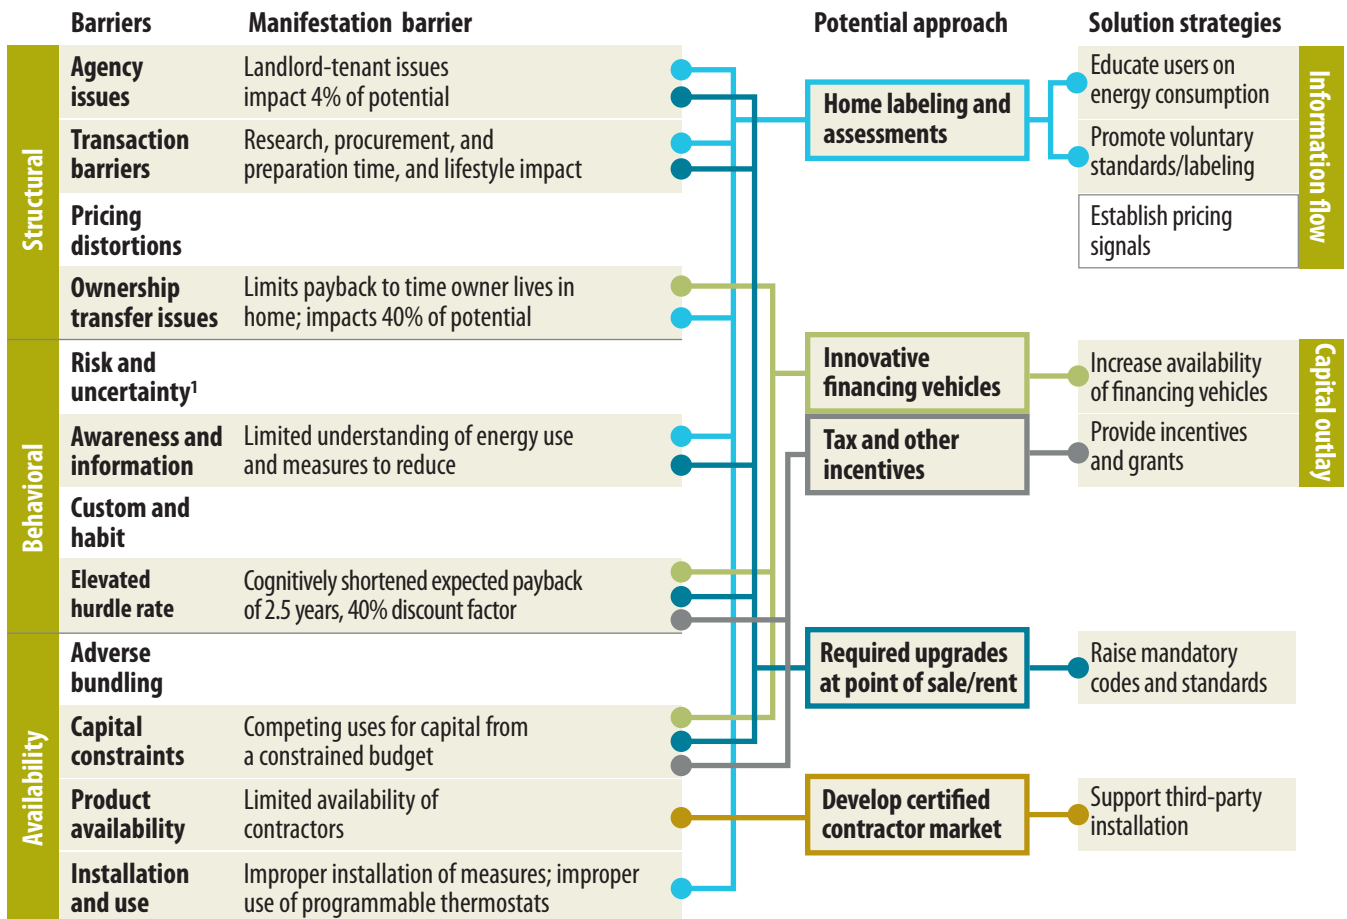 Barriers
Manifestation barrier
Potential approach
Solution strategies
Structural
Agency
issues
Landlord-tenant issues
impact 4% of potential
Transaction
barriers
Research, procurement, and
preparation time, and lifestyle impact
Pricing
distortions
Ownership
transfer issues
Limits payback to time owner lives in
home; impacts 40% of potential
Behavioral
Risk and
uncertainty¹
Awareness and
information
Limited understanding of energy use
and measures to reduce
Custom and
habit
Elevated
hurdle rate
Cognitively shortened expected payback
of 2.5 years, 40% discount factor
Availability
Adverse
bundling
Capital
constraints
Competing uses for capital from
a constrained budget
Product
availability
Limited availability of
contractors
Installation
and use
Improper installation of measures; improper
use of programmable thermostats
Home labeling and
assessments
Innovative
financing vehicles
Tax and other
incentives
Required upgrades
at point of sale/rent
Develop certified
contractor market
Educate users on
energy consumption
Promote voluntary
standards/labeling
Establish pricing
signals
Information flow
Increase availability
of financing vehicles
Provide incentives
and grants
Capital outlay
Raise mandatory
codes and standards
Support third-party
installation